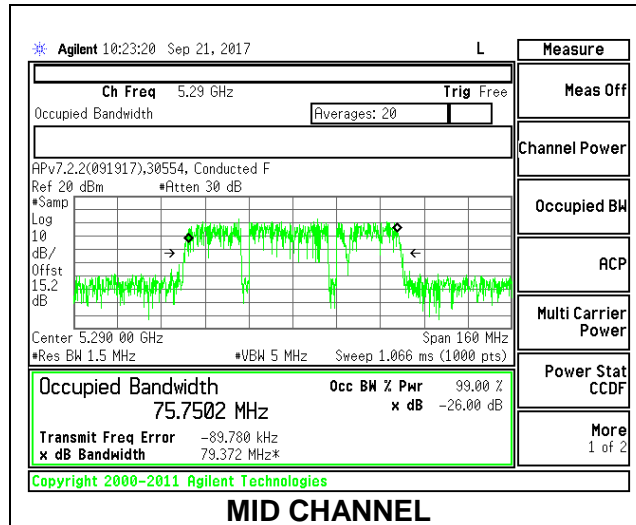 Agilent 10:23:20 Sep 21, 2017 L Measure
Ch Freq 5.29 GHz Trig Free
Occupied Bandwidth Averages: 20
APv7.2.2(091917),30554, Conducted F
Ref 20 dBm #Atten 30 dB
#Samp
Log
10
dB/
Offst
15.2
dB
Center 5.290 00 GHz Span 160 MHz
#Res BW 1.5 MHz #VBW 5 MHz Sweep 1.066 ms (1000 pts)
Occupied Bandwidth Occ BW % Pwr 99.00 %
75.7502 MHz x dB -26.00 dB
Transmit Freq Error -89.780 kHz
x dB Bandwidth 79.372 MHz*
Copyright 2000-2011 Agilent Technologies
Meas Off
Channel Power
Occupied BW
ACP
Multi Carrier
Power
Power Stat
CCDF
More
1 of 2
MID CHANNEL